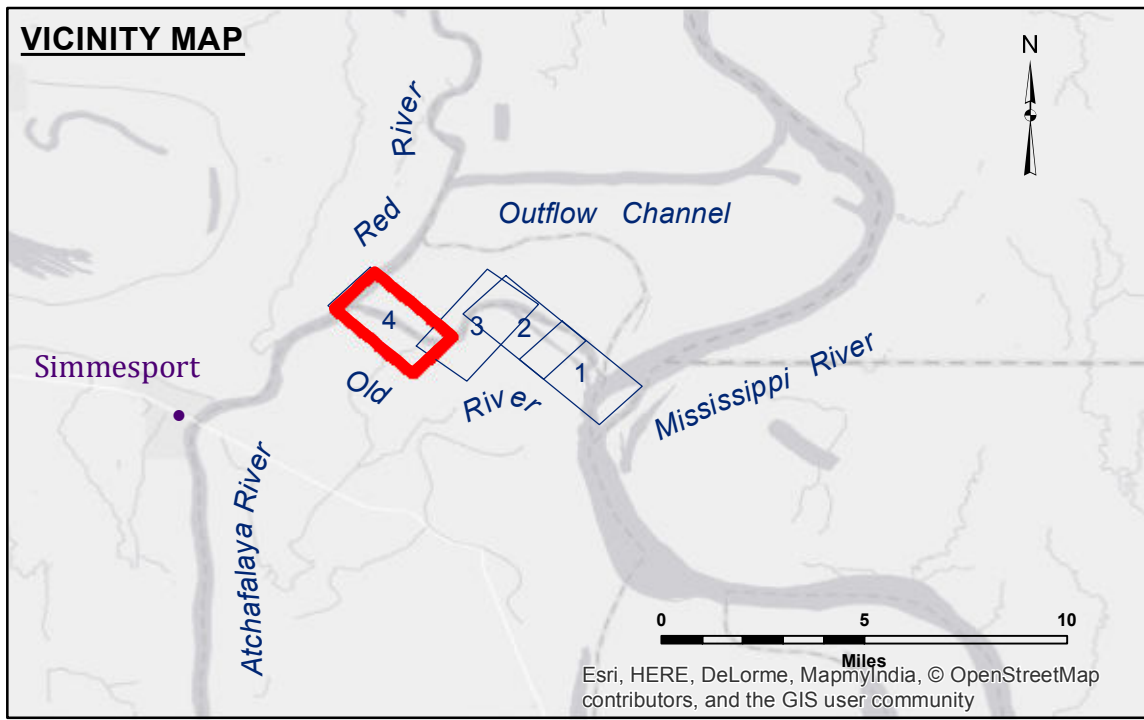 VICINITY MAP
N
Red River
Outflow Channel
4
3
2
1
Simmesport
Old River
Mississippi River
Atchafalaya River
0 5 10
Miles
Esri, HERE, DeLorme, MapmyIndia, © OpenStreetMap
contributors, and the GIS user community